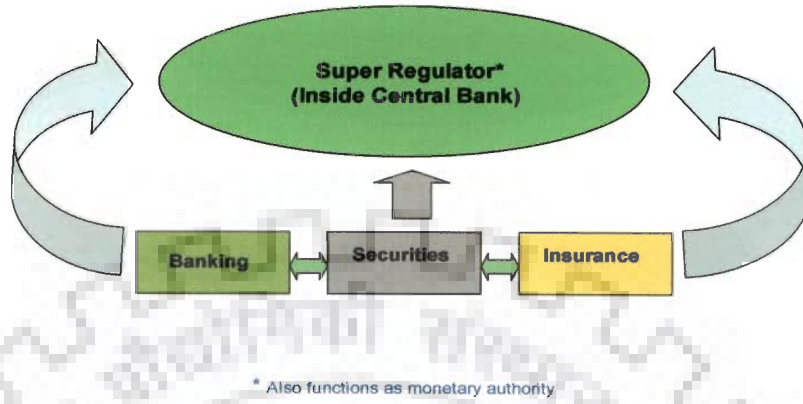 Super Regulator*
(Inside Central Bank)
Banking
Securities
Insurance
* Also functions as monetary authority